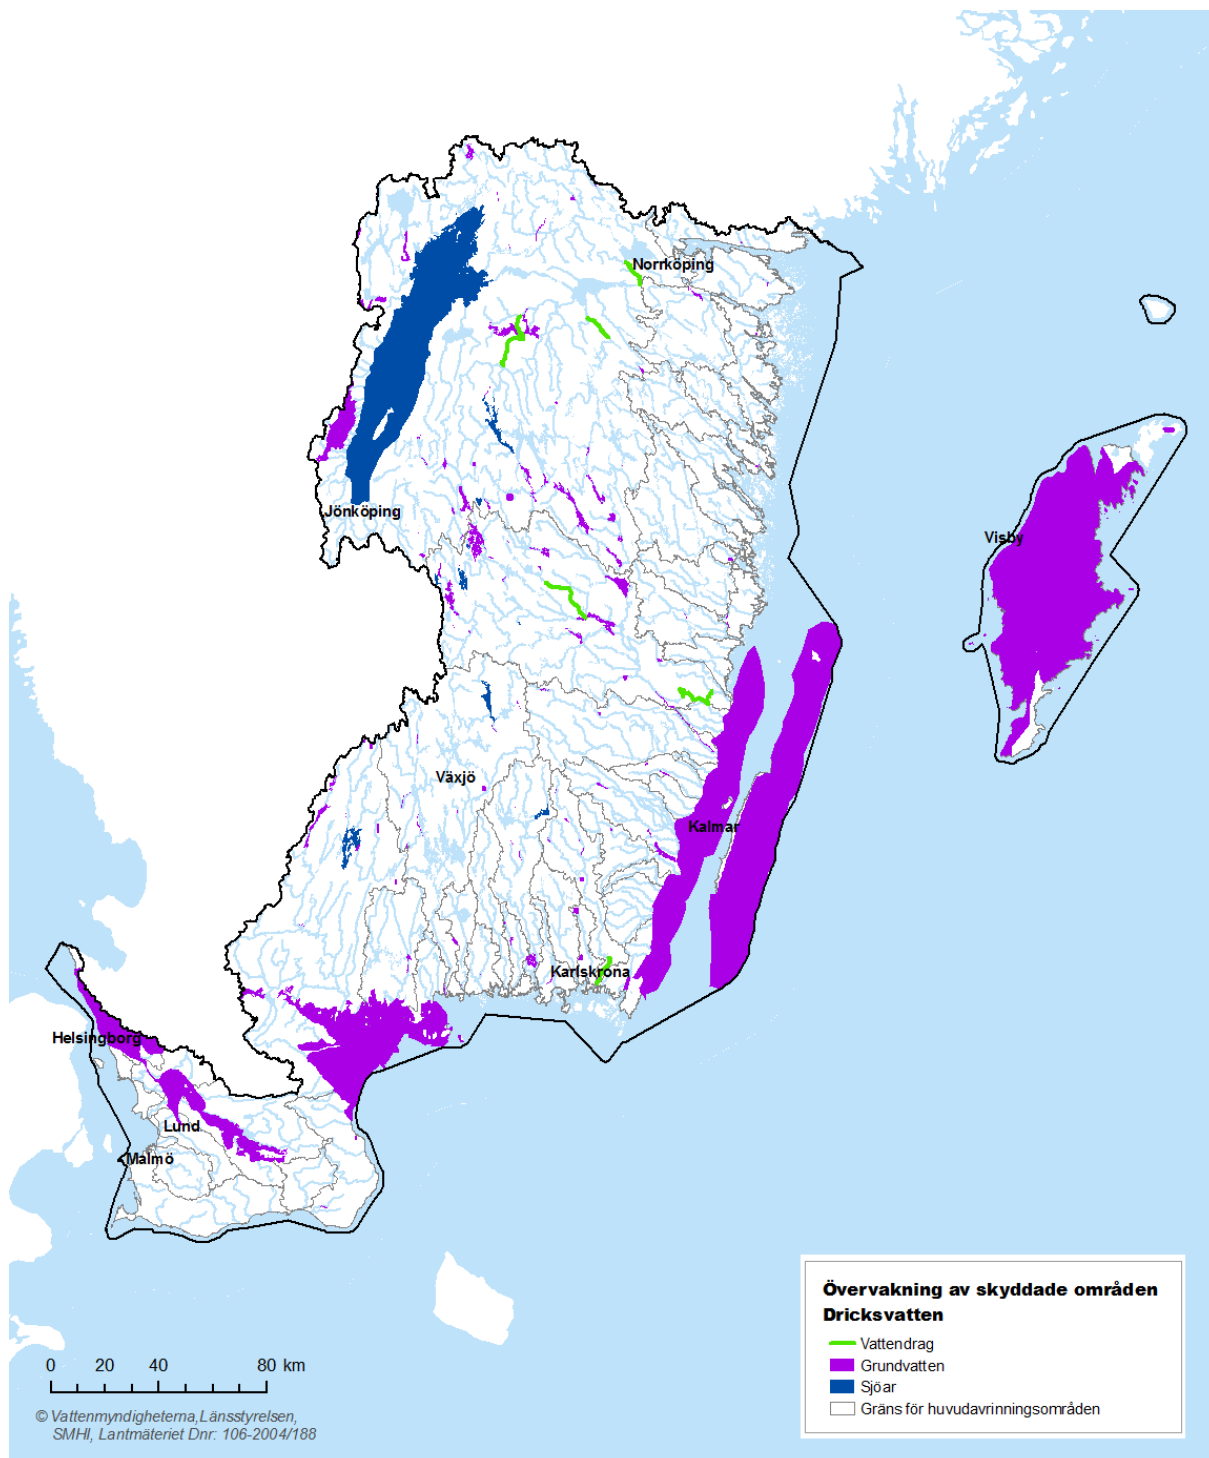 Norrköping
Jönköping
Visby
Växjö
Kalmar
Karlskrona
Helsingborg
Lund
Malmö
Övervakning av skyddade områden
Dricksvatten
Vattendrag
Grundvatten
Sjöar
Gräns för huvudavrinningsområden
0 20 40 80 km
© Vattenmyndigheterna,Länsstyrelsen,
SMHI, Lantmäteriet Dnr: 106-2004/188